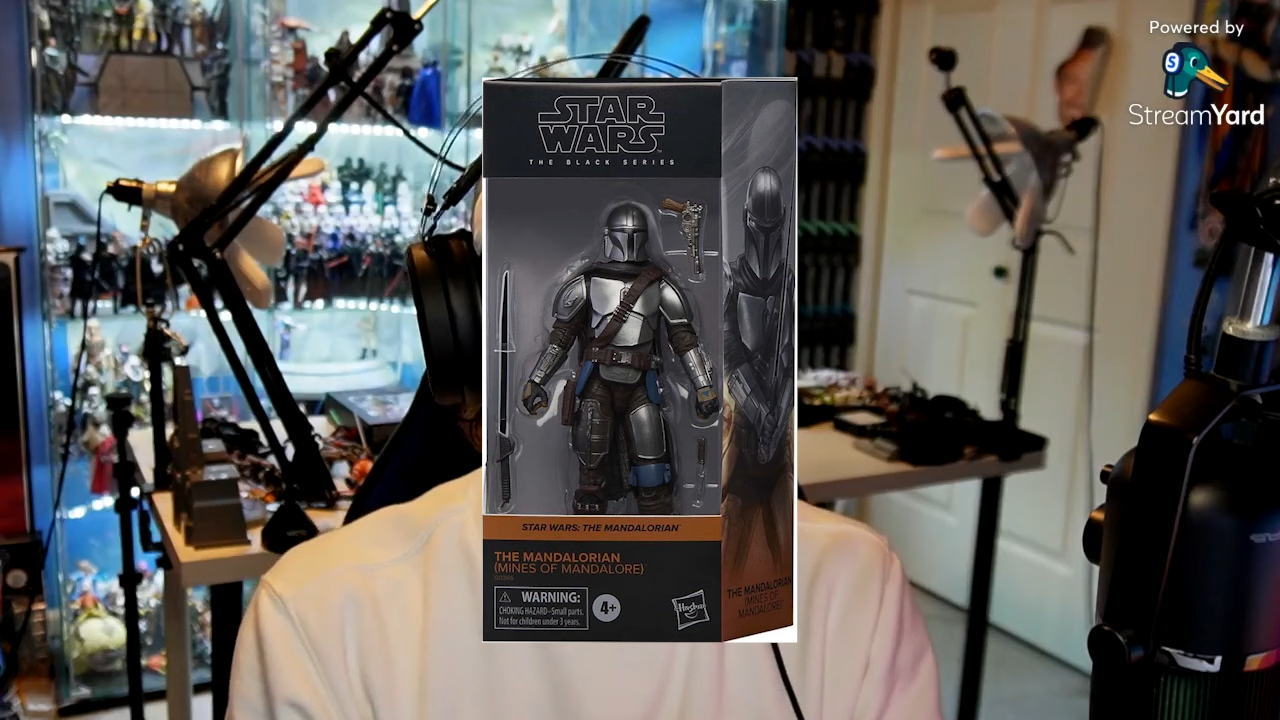 Powered by
StreamYard
STAR
WARS
THE BLACK SERIES
STAR WARS: THE MANDALORIAN
THE MANDALORIAN
(MINES OF MANDALORE)
WARNING:
CHOKING HAZARD–Small parts.
Not for children under 3 years.
4+
Hasbro
THE MANDALORIAN
(MINES OF
MANDALORE)